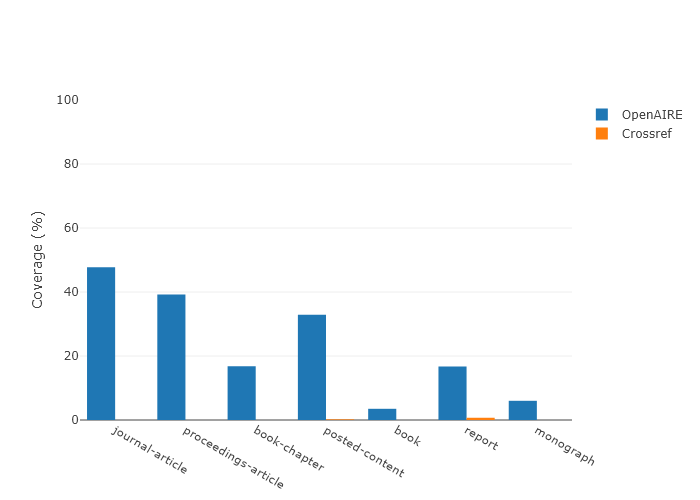 100
80
60
40
20
0
Coverage (%)
journal-article
proceedings-article
book-chapter
posted-content
book
report
monograph
OpenAIRE
Crossref